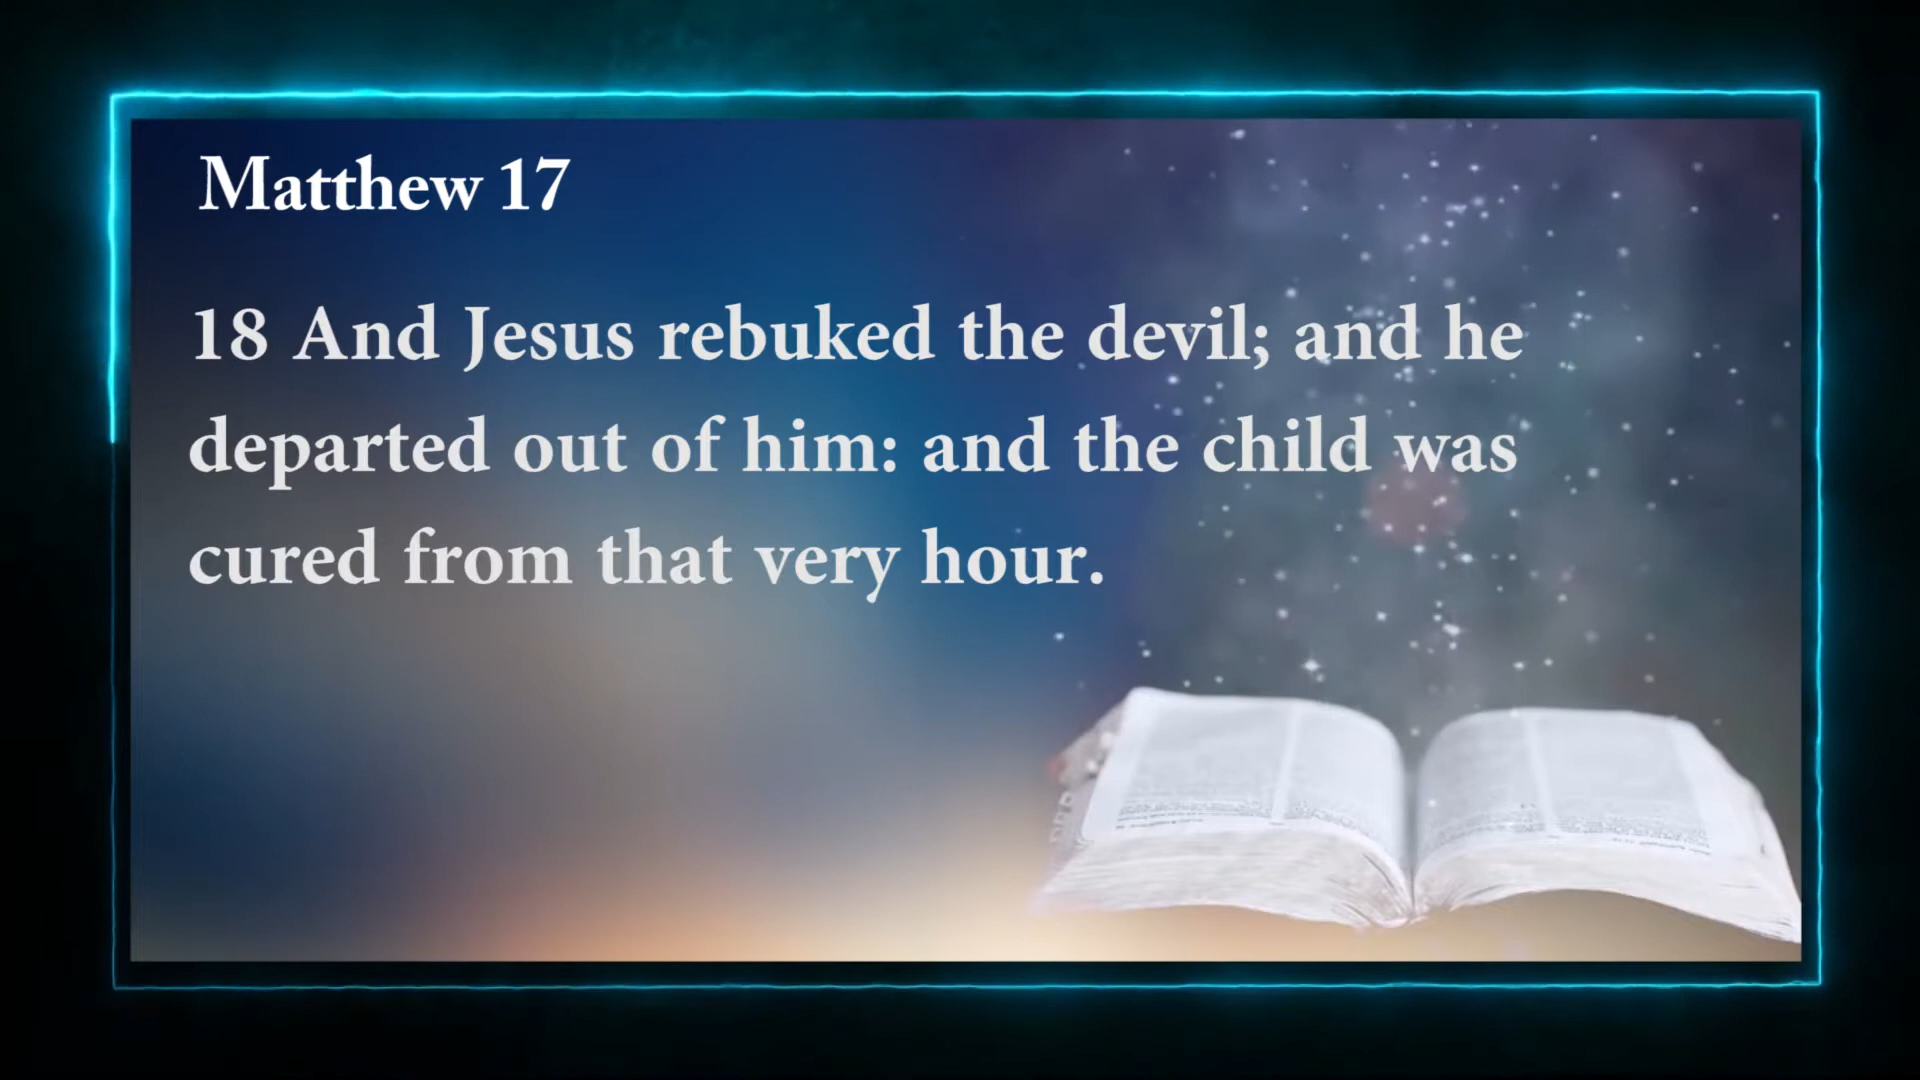 Matthew 17
18 And Jesus rebuked the devil; and he
departed out of him: and the child was
cured from that very hour.